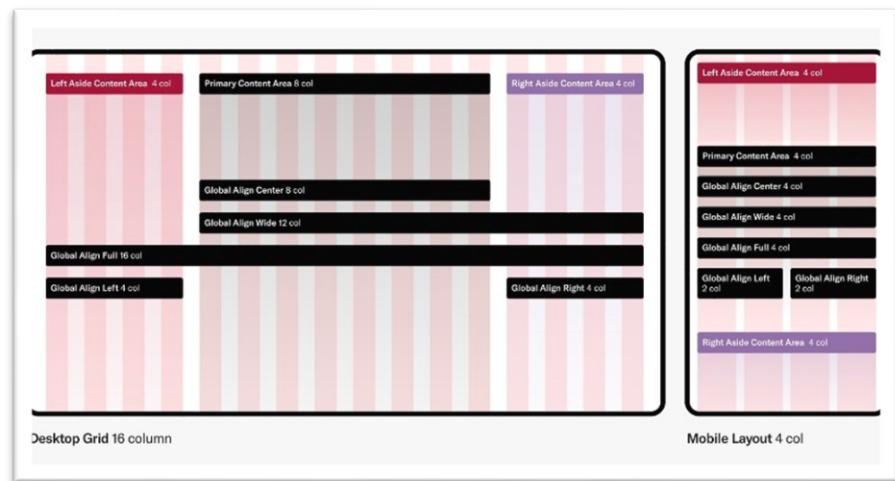 Left Aside Content Area 4 col
Primary Content Area 8 col
Right Aside Content Area 4 col
Global Align Center 8 col
Global Align Wide 12 col
Global Align Full 16 col
Global Align Left 4 col
Global Align Right 4 col
Desktop Grid 16 column
Left Aside Content Area 4 col
Primary Content Area 4 col
Global Align Center 4 col
Global Align Wide 4 col
Global Align Full 4 col
Global Align Left
2 col
Global Align Right
2 col
Right Aside Content Area 4 col
Mobile Layout 4 col